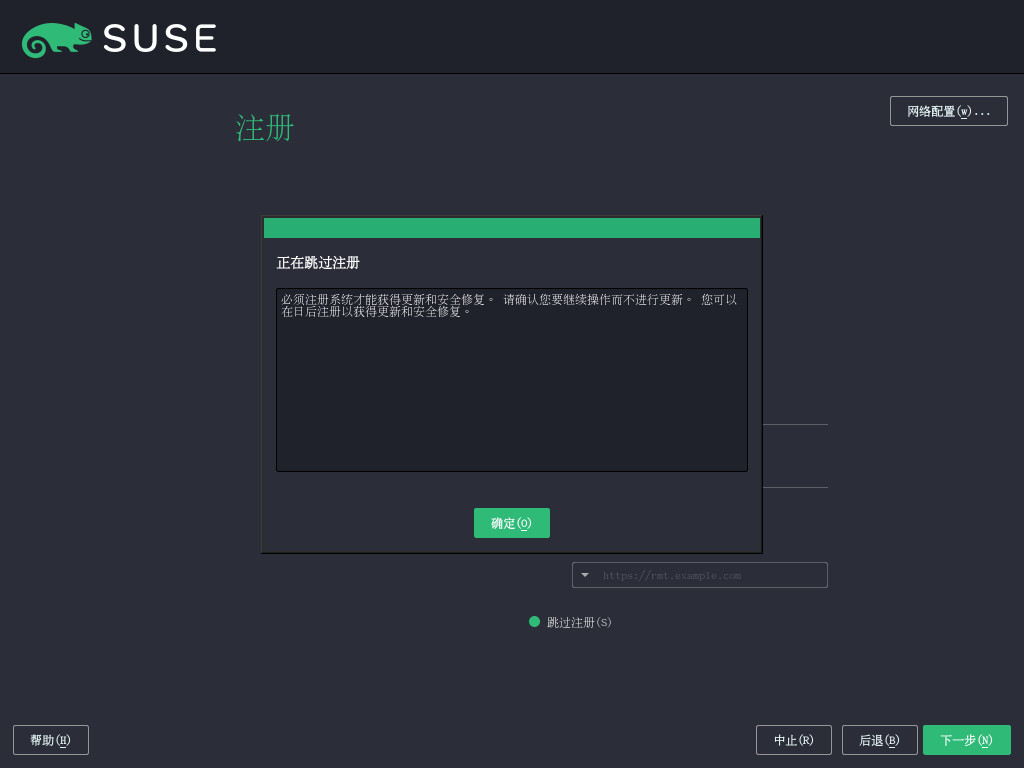 SUSE
网络配置(w)...
注册
正在跳过注册
必须注册系统才能获得更新和安全修复。 请确认您要继续操作而不进行更新。 您可以
在日后注册以获得更新和安全修复。
确定(O)
https://rmt.example.com
跳过注册(S)
帮助(H)
中止(R)
后退(B)
下一步(N)